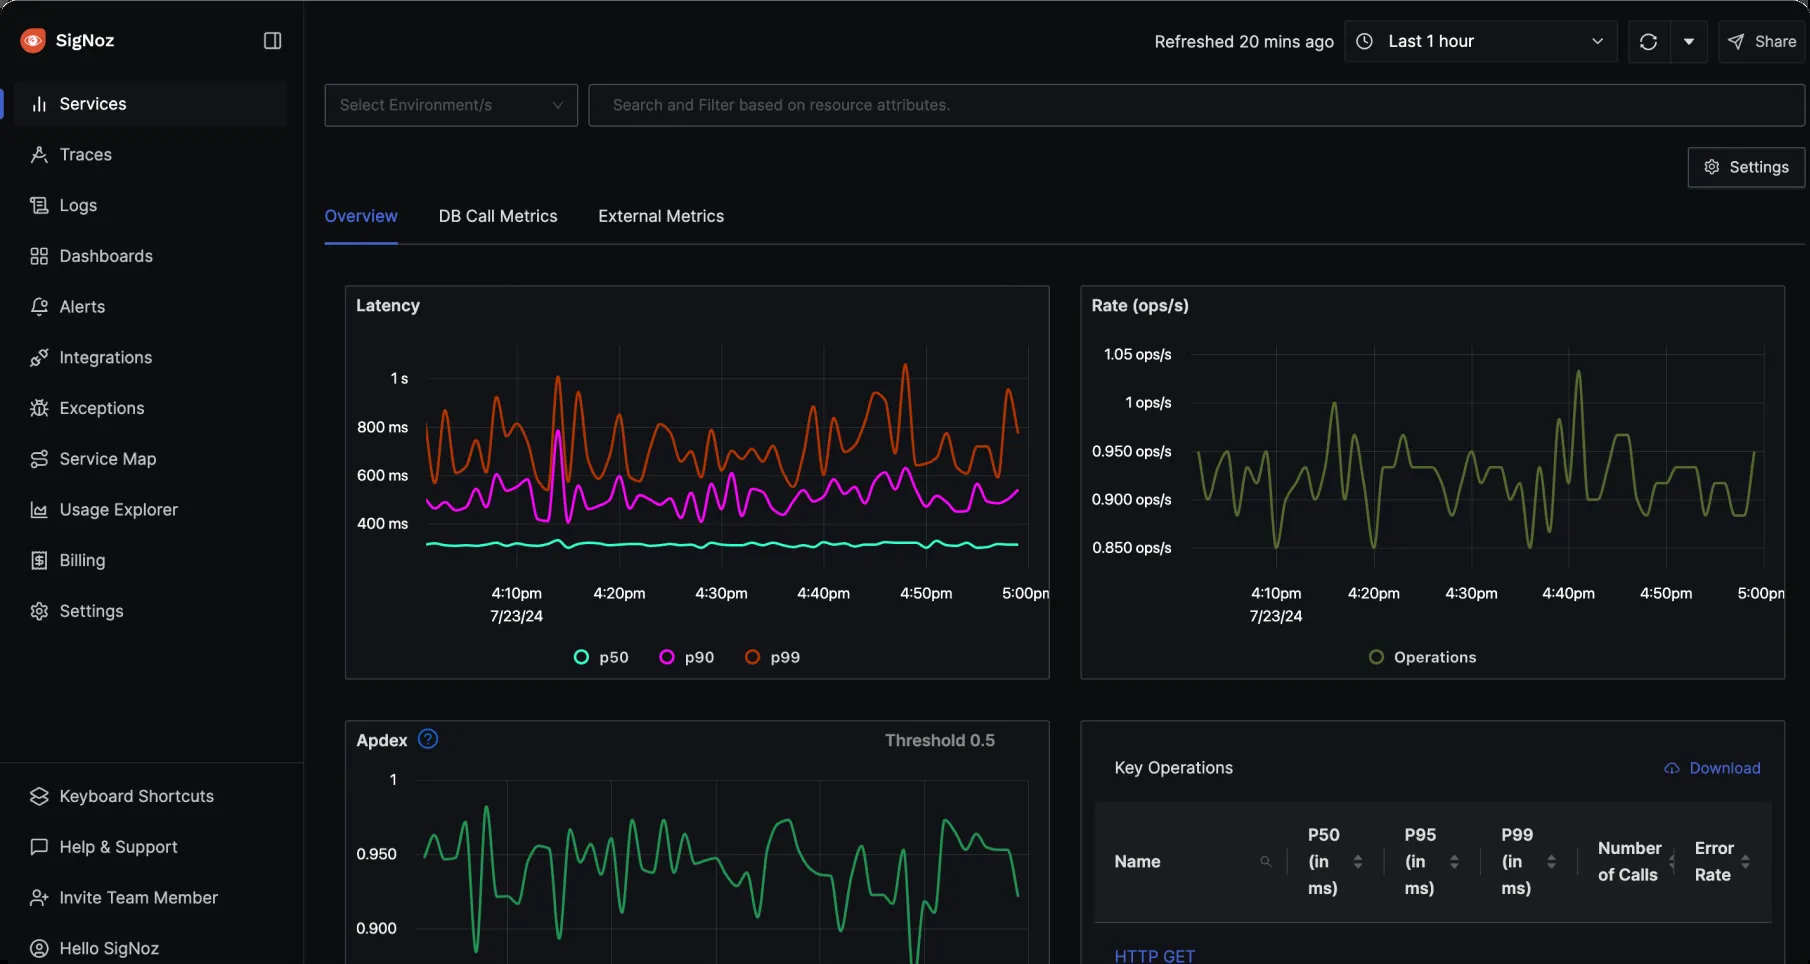 SigNoz
Refreshed 20 mins ago
Last 1 hour
Share
Services
Traces
Logs
Dashboards
Alerts
Integrations
Exceptions
Service Map
Usage Explorer
Billing
Settings
Keyboard Shortcuts
Help & Support
Invite Team Member
Hello SigNoz
Select Environment/s
Search and Filter based on resource attributes.
Settings
Overview
DB Call Metrics
External Metrics
Latency
1 s
800 ms
600 ms
400 ms
4:10pm 4:20pm 4:30pm 4:40pm 4:50pm 5:00pm
7/23/24
p50 p90 p99
Rate (ops/s)
1.05 ops/s
1 ops/s
0.950 ops/s
0.900 ops/s
0.850 ops/s
4:10pm 4:20pm 4:30pm 4:40pm 4:50pm 5:00pm
7/23/24
Operations
Apdex
Threshold 0.5
1
0.950
0.900
Key Operations
Download
Name
P50
(in
ms)
P95
(in
ms)
P99
(in
ms)
Number
of Calls
Error
Rate
HTTP GET